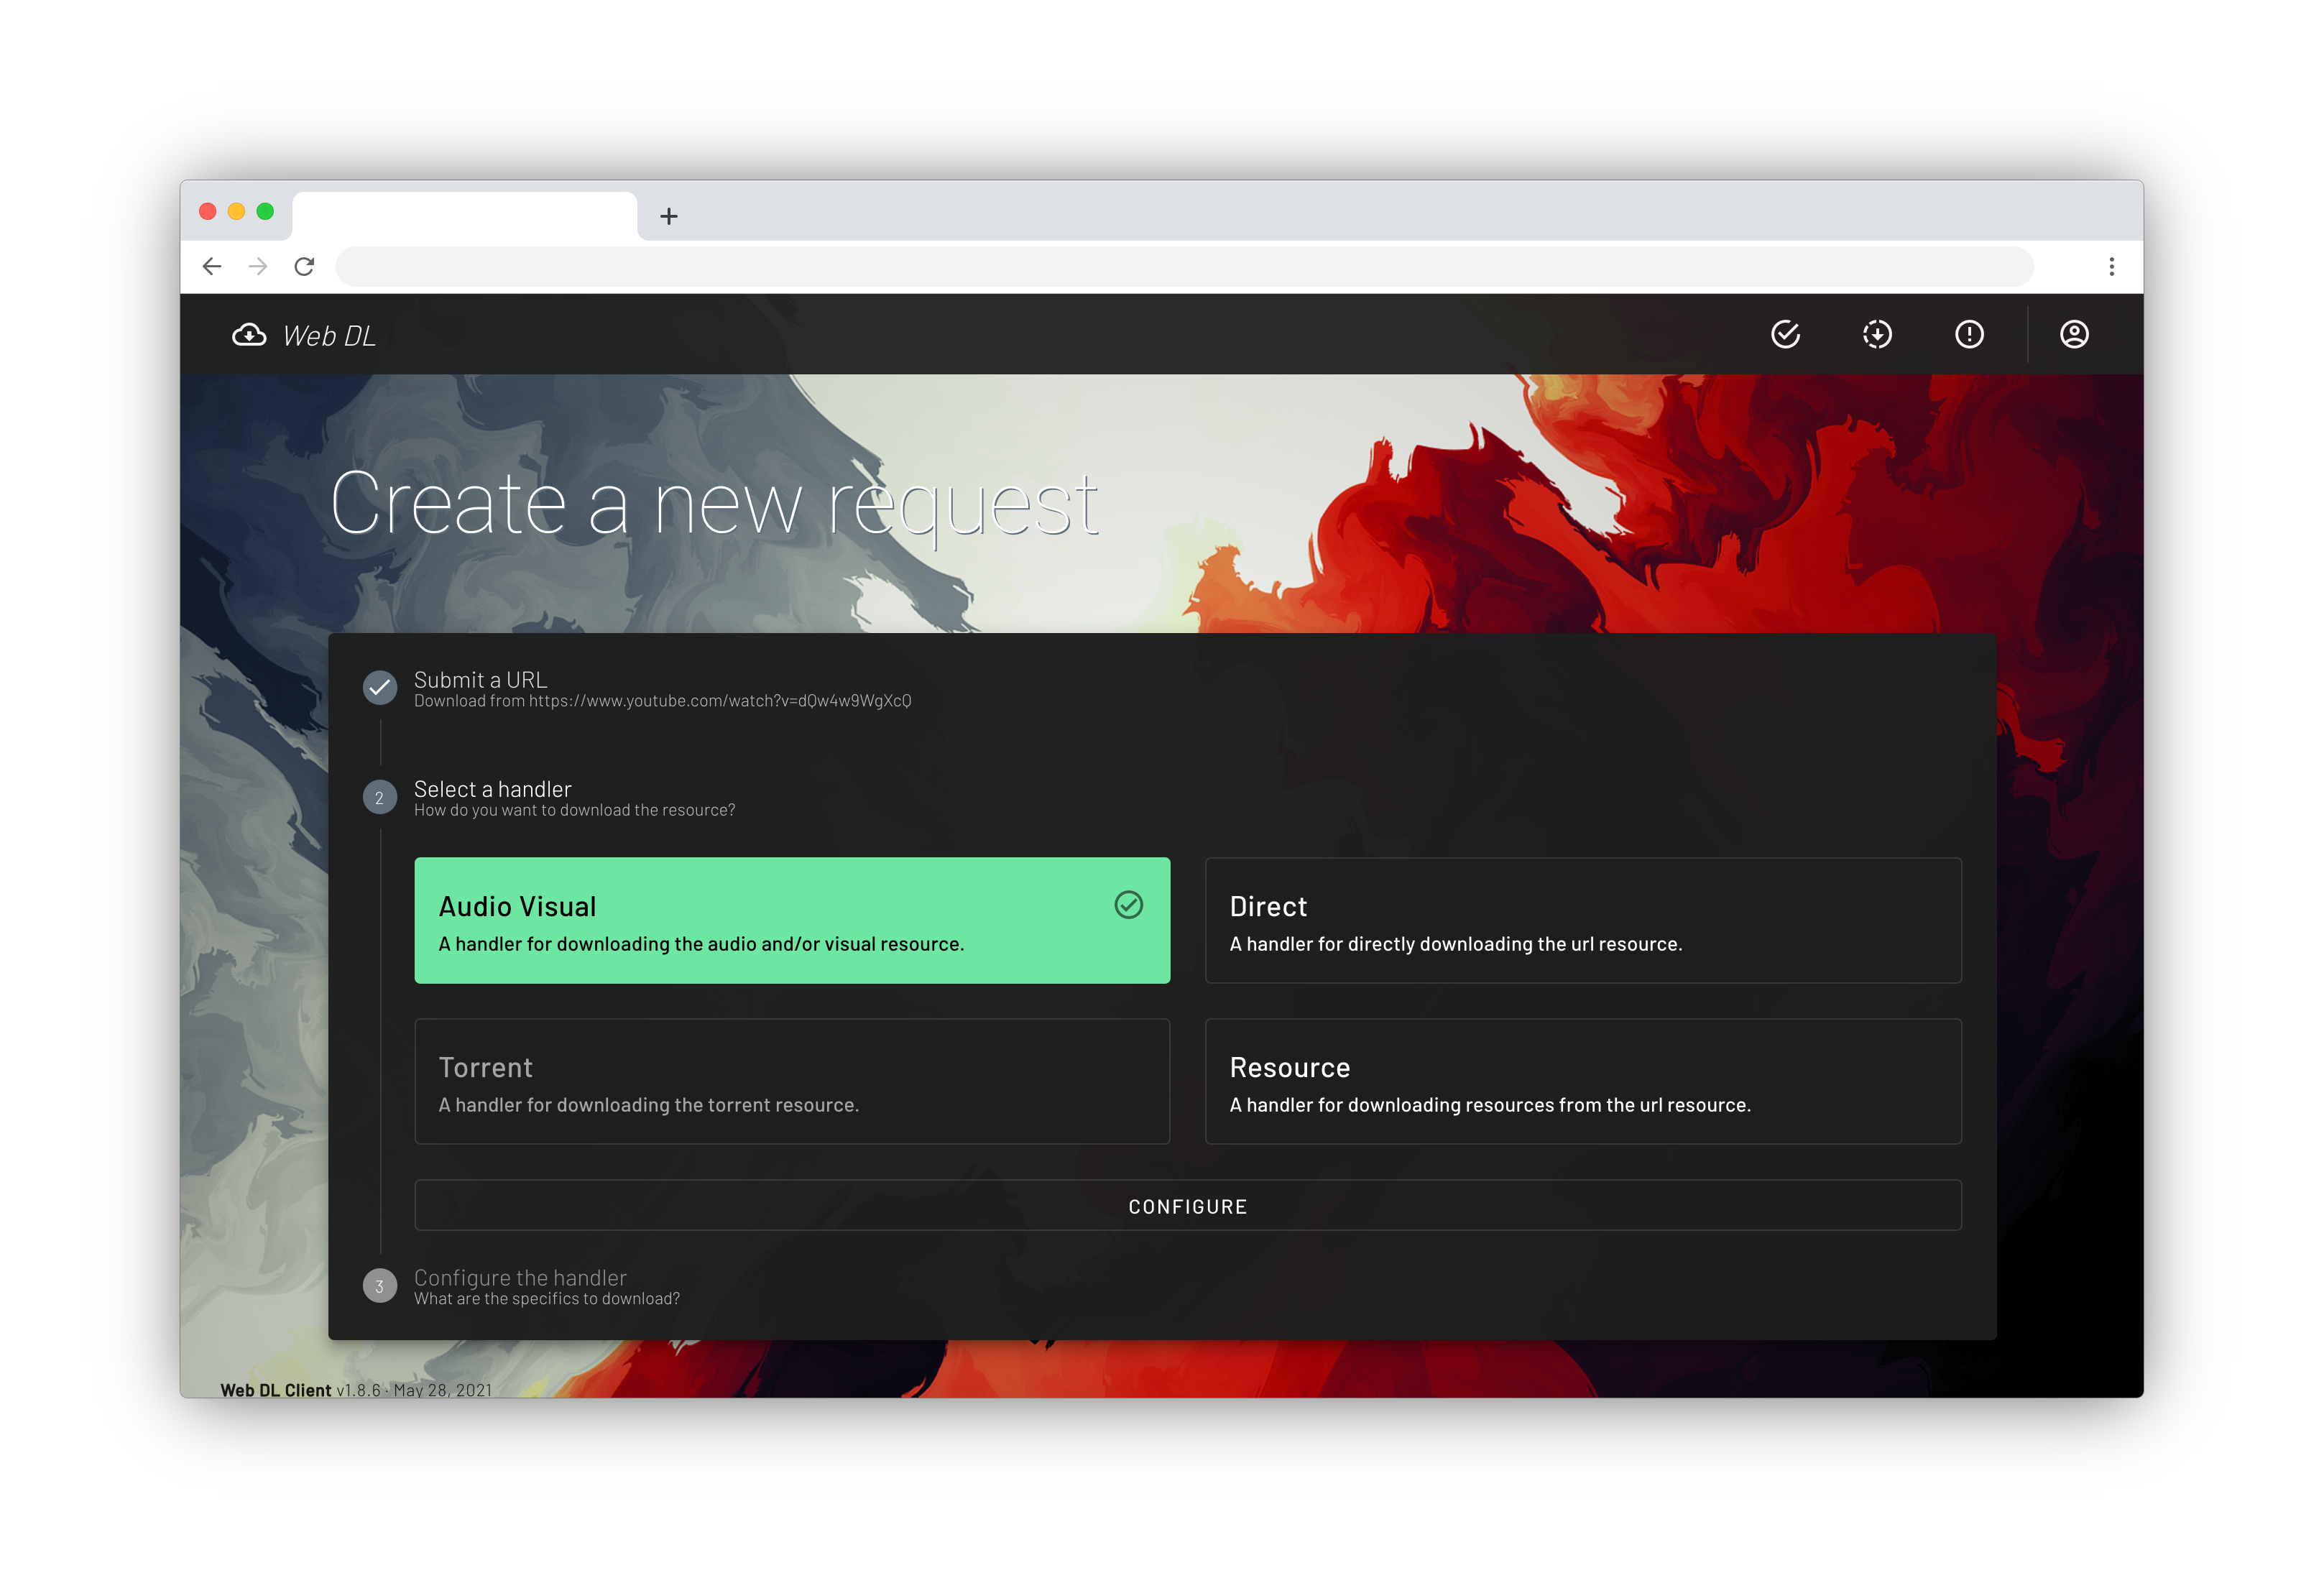 Web DL
Create a new request
Submit a URL
Download from https://www.youtube.com/watch?v=dQw4w9WgXcQ
2
Select a handler
How do you want to download the resource?
Audio Visual
A handler for downloading the audio and/or visual resource.
Direct
A handler for directly downloading the url resource.
Torrent
A handler for downloading the torrent resource.
Resource
A handler for downloading resources from the url resource.
CONFIGURE
3
Configure the handler
What are the specifics to download?
Web DL Client v1.8.6 · May 28, 2021